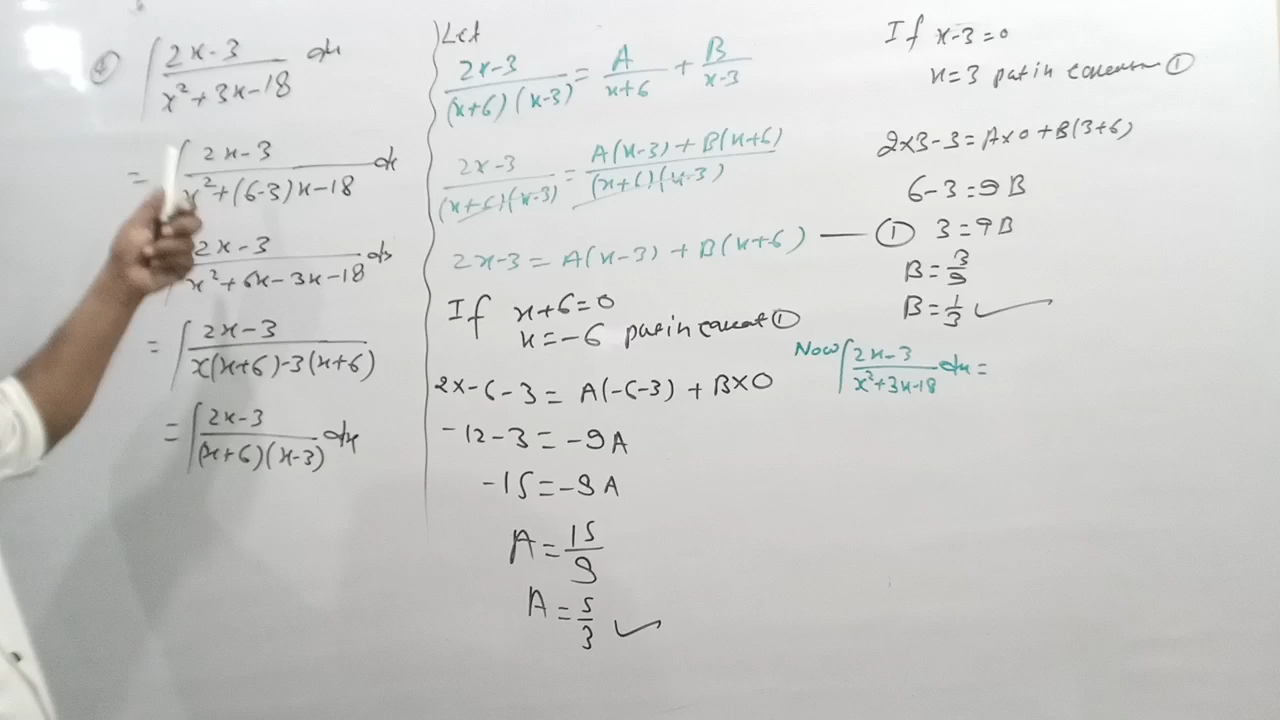 ④ ∫ 2x-3 / x²+3x-18 dx
= ∫ 2x-3 / x²+(6-3)x-18 dx
2x-3 / x²+6x-3x-18 dx
= ∫ 2x-3 / x(x+6)-3(x+6)
= ∫ 2x-3 / (x+6)(x-3) dx
Let
2x-3 / (x+6)(x-3) = A / x+6 + B / x-3
2x-3 / (x+6)(x-3) = A(x-3)+B(x+6) / (x+6)(x-3)
2x-3 = A(x-3) + B(x+6) — ①
If x+6=0
x=-6 put in ①
2x-6-3 = A(-6-3) + B×0
-12-3 = -9A
-15=-9A
A=15/9
A=5/3 ✓
If x-3=0
x=3 put in ①
2×3-3=A×0+B(3+6)
6-3=9B
3=9B
B=3/9
B=1/3 ✓
Now ∫ 2x-3 / x²+3x-18 dx =